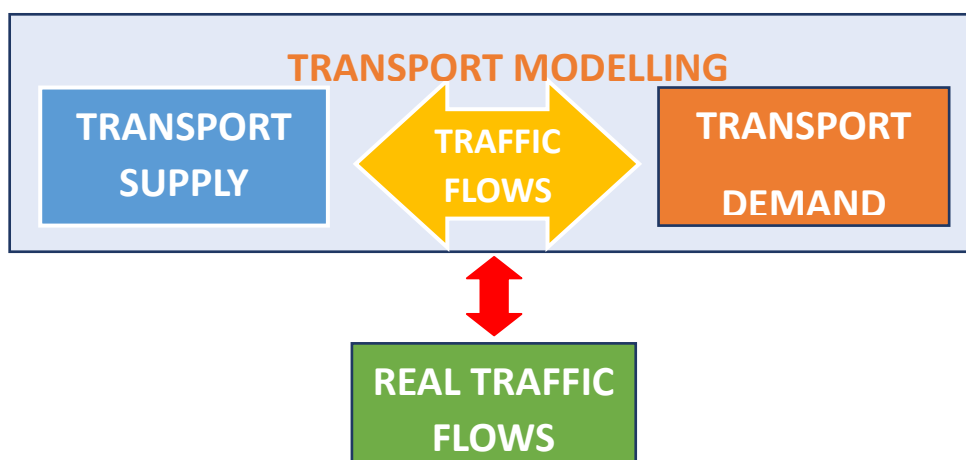 TRANSPORT MODELLING
TRANSPORT
SUPPLY
TRAFFIC
FLOWS
TRANSPORT
DEMAND
REAL TRAFFIC
FLOWS